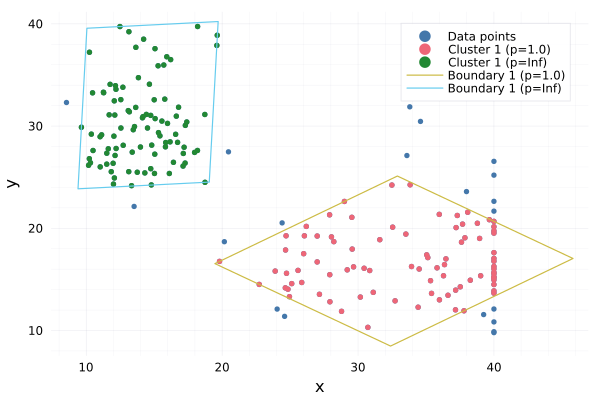 40
30
20
10
y
10
20
30
40
x
Data points
Cluster 1 (p=1.0)
Cluster 1 (p=Inf)
Boundary 1 (p=1.0)
Boundary 1 (p=Inf)